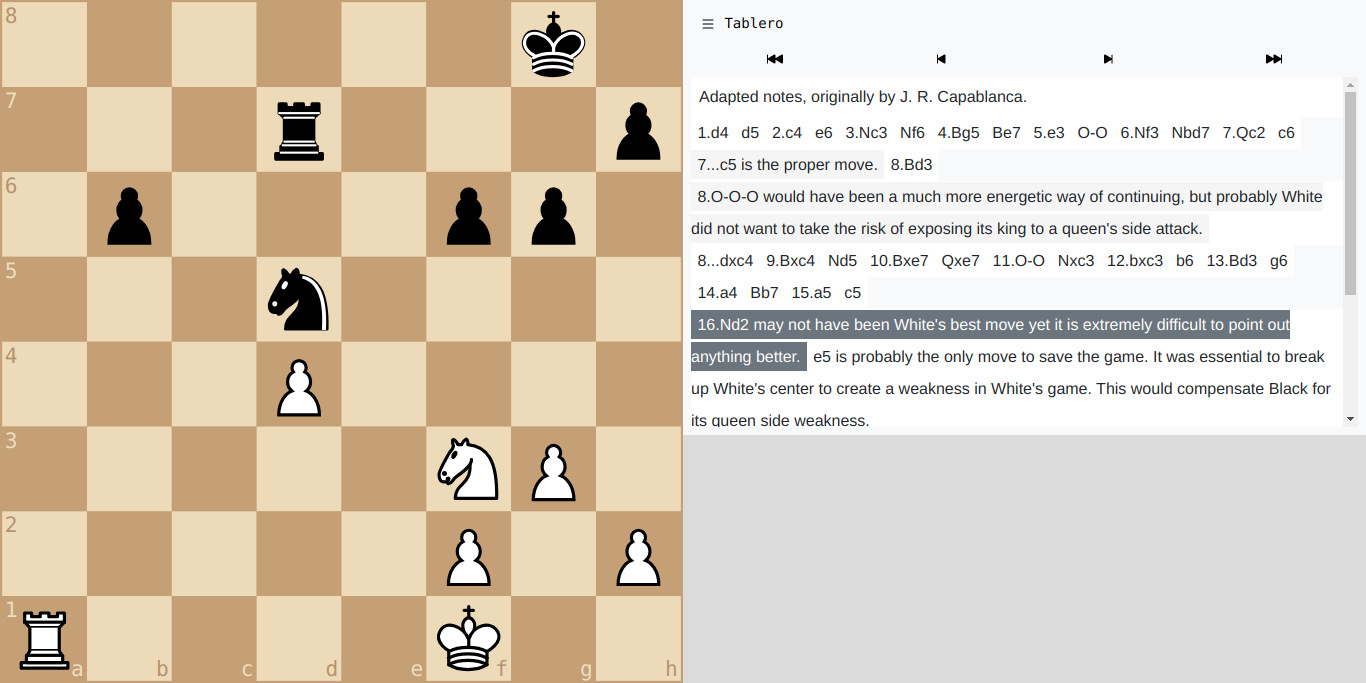 8
7
6
5
4
3
2
1
a b c d e f g h
Tablero
Adapted notes, originally by J. R. Capablanca.
1.d4 d5 2.c4 e6 3.Nc3 Nf6 4.Bg5 Be7 5.e3 O-O 6.Nf3 Nbd7 7.Qc2 c6
7...c5 is the proper move. 8.Bd3
8.O-O-O would have been a much more energetic way of continuing, but probably White
did not want to take the risk of exposing its king to a queen's side attack.
8...dxc4 9.Bxc4 Nd5 10.Bxe7 Qxe7 11.O-O Nxc3 12.bxc3 b6 13.Bd3 g6
14.a4 Bb7 15.a5 c5
16.Nd2 may not have been White's best move yet it is extremely difficult to point out
anything better. e5 is probably the only move to save the game. It was essential to break
up White's center to create a weakness in White's game. This would compensate Black for
its queen side weakness.